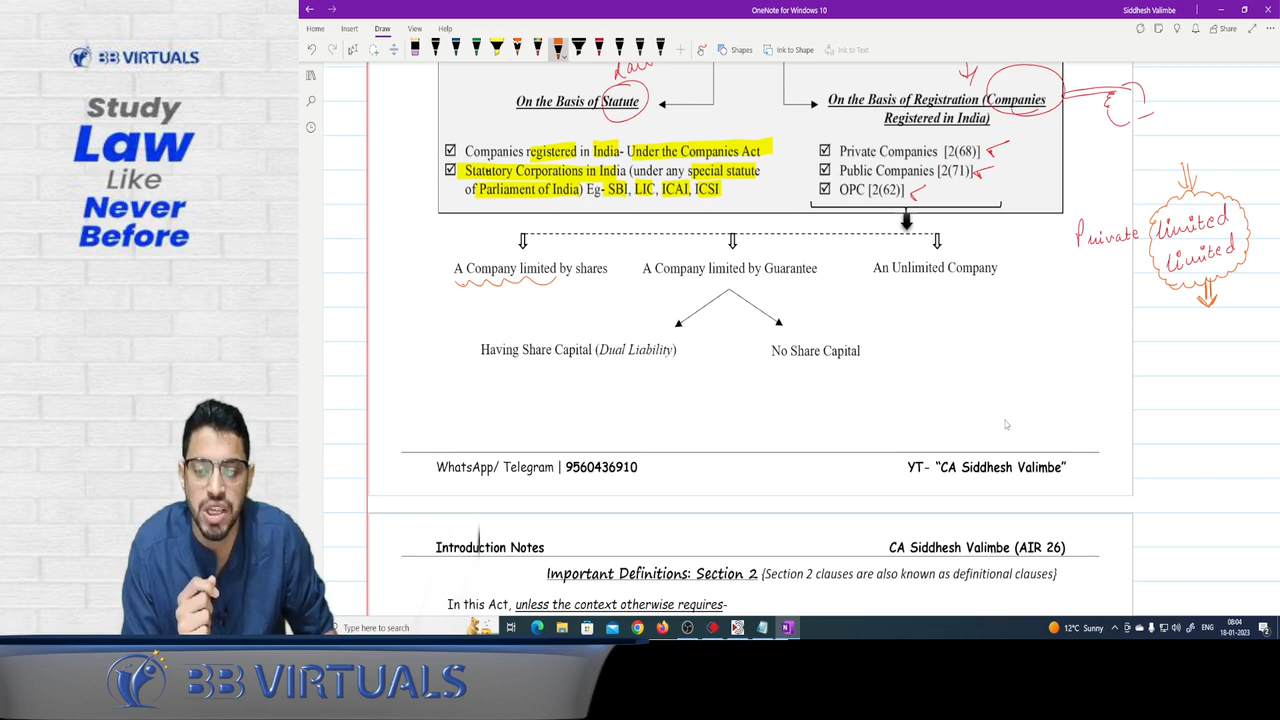 BB VIRTUALS
Study
Law
Like
Never
Before
OneNote for Windows 10
Siddhesh Valimbe
Home
Insert
Draw
View
Share
Shapes
Ink to Shape
Ink to Text
Law
On the Basis of Statute
On the Basis of Registration (Companies
Registered in India)
Companies registered in India- Under the Companies Act
Statutory Corporations in India (under any special statute
of Parliament of India) Eg- SBI, LIC, ICAI, ICSI
Private Companies [2(68)]
Public Companies [2(71)]
OPC [2(62)]
Private limited
limited
A Company limited by shares
A Company limited by Guarantee
An Unlimited Company
Having Share Capital (Dual Liability)
No Share Capital
WhatsApp/ Telegram | 9560436910
YT- “CA Siddhesh Valimbe”
Introduction Notes
CA Siddhesh Valimbe (AIR 26)
Important Definitions: Section 2 {Section 2 clauses are also known as definitional clauses}
In this Act, unless the context otherwise requires-
Type here to search
12°C Sunny
ENG
08:04
18-01-2023
BB VIRTUALS